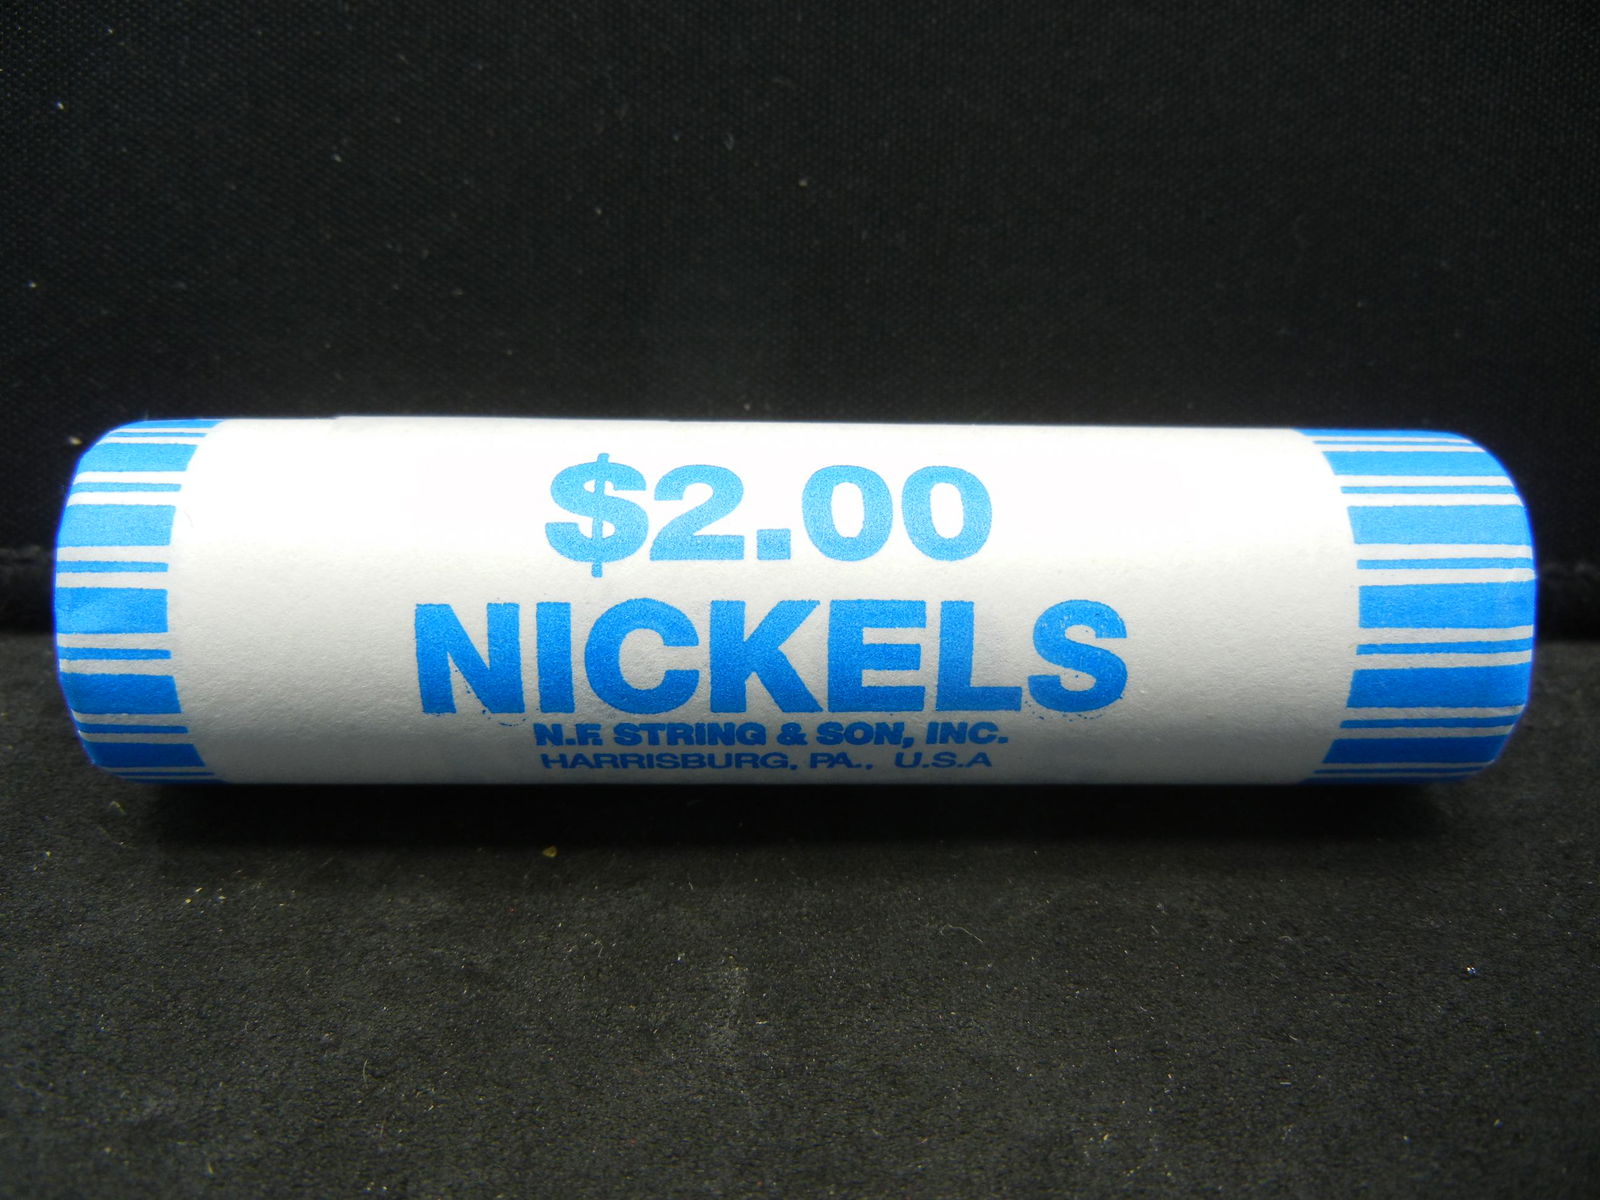 $2.00
NICKELS
N.F. STRING & SON, INC.
HARRISBURG, PA., U.S.A